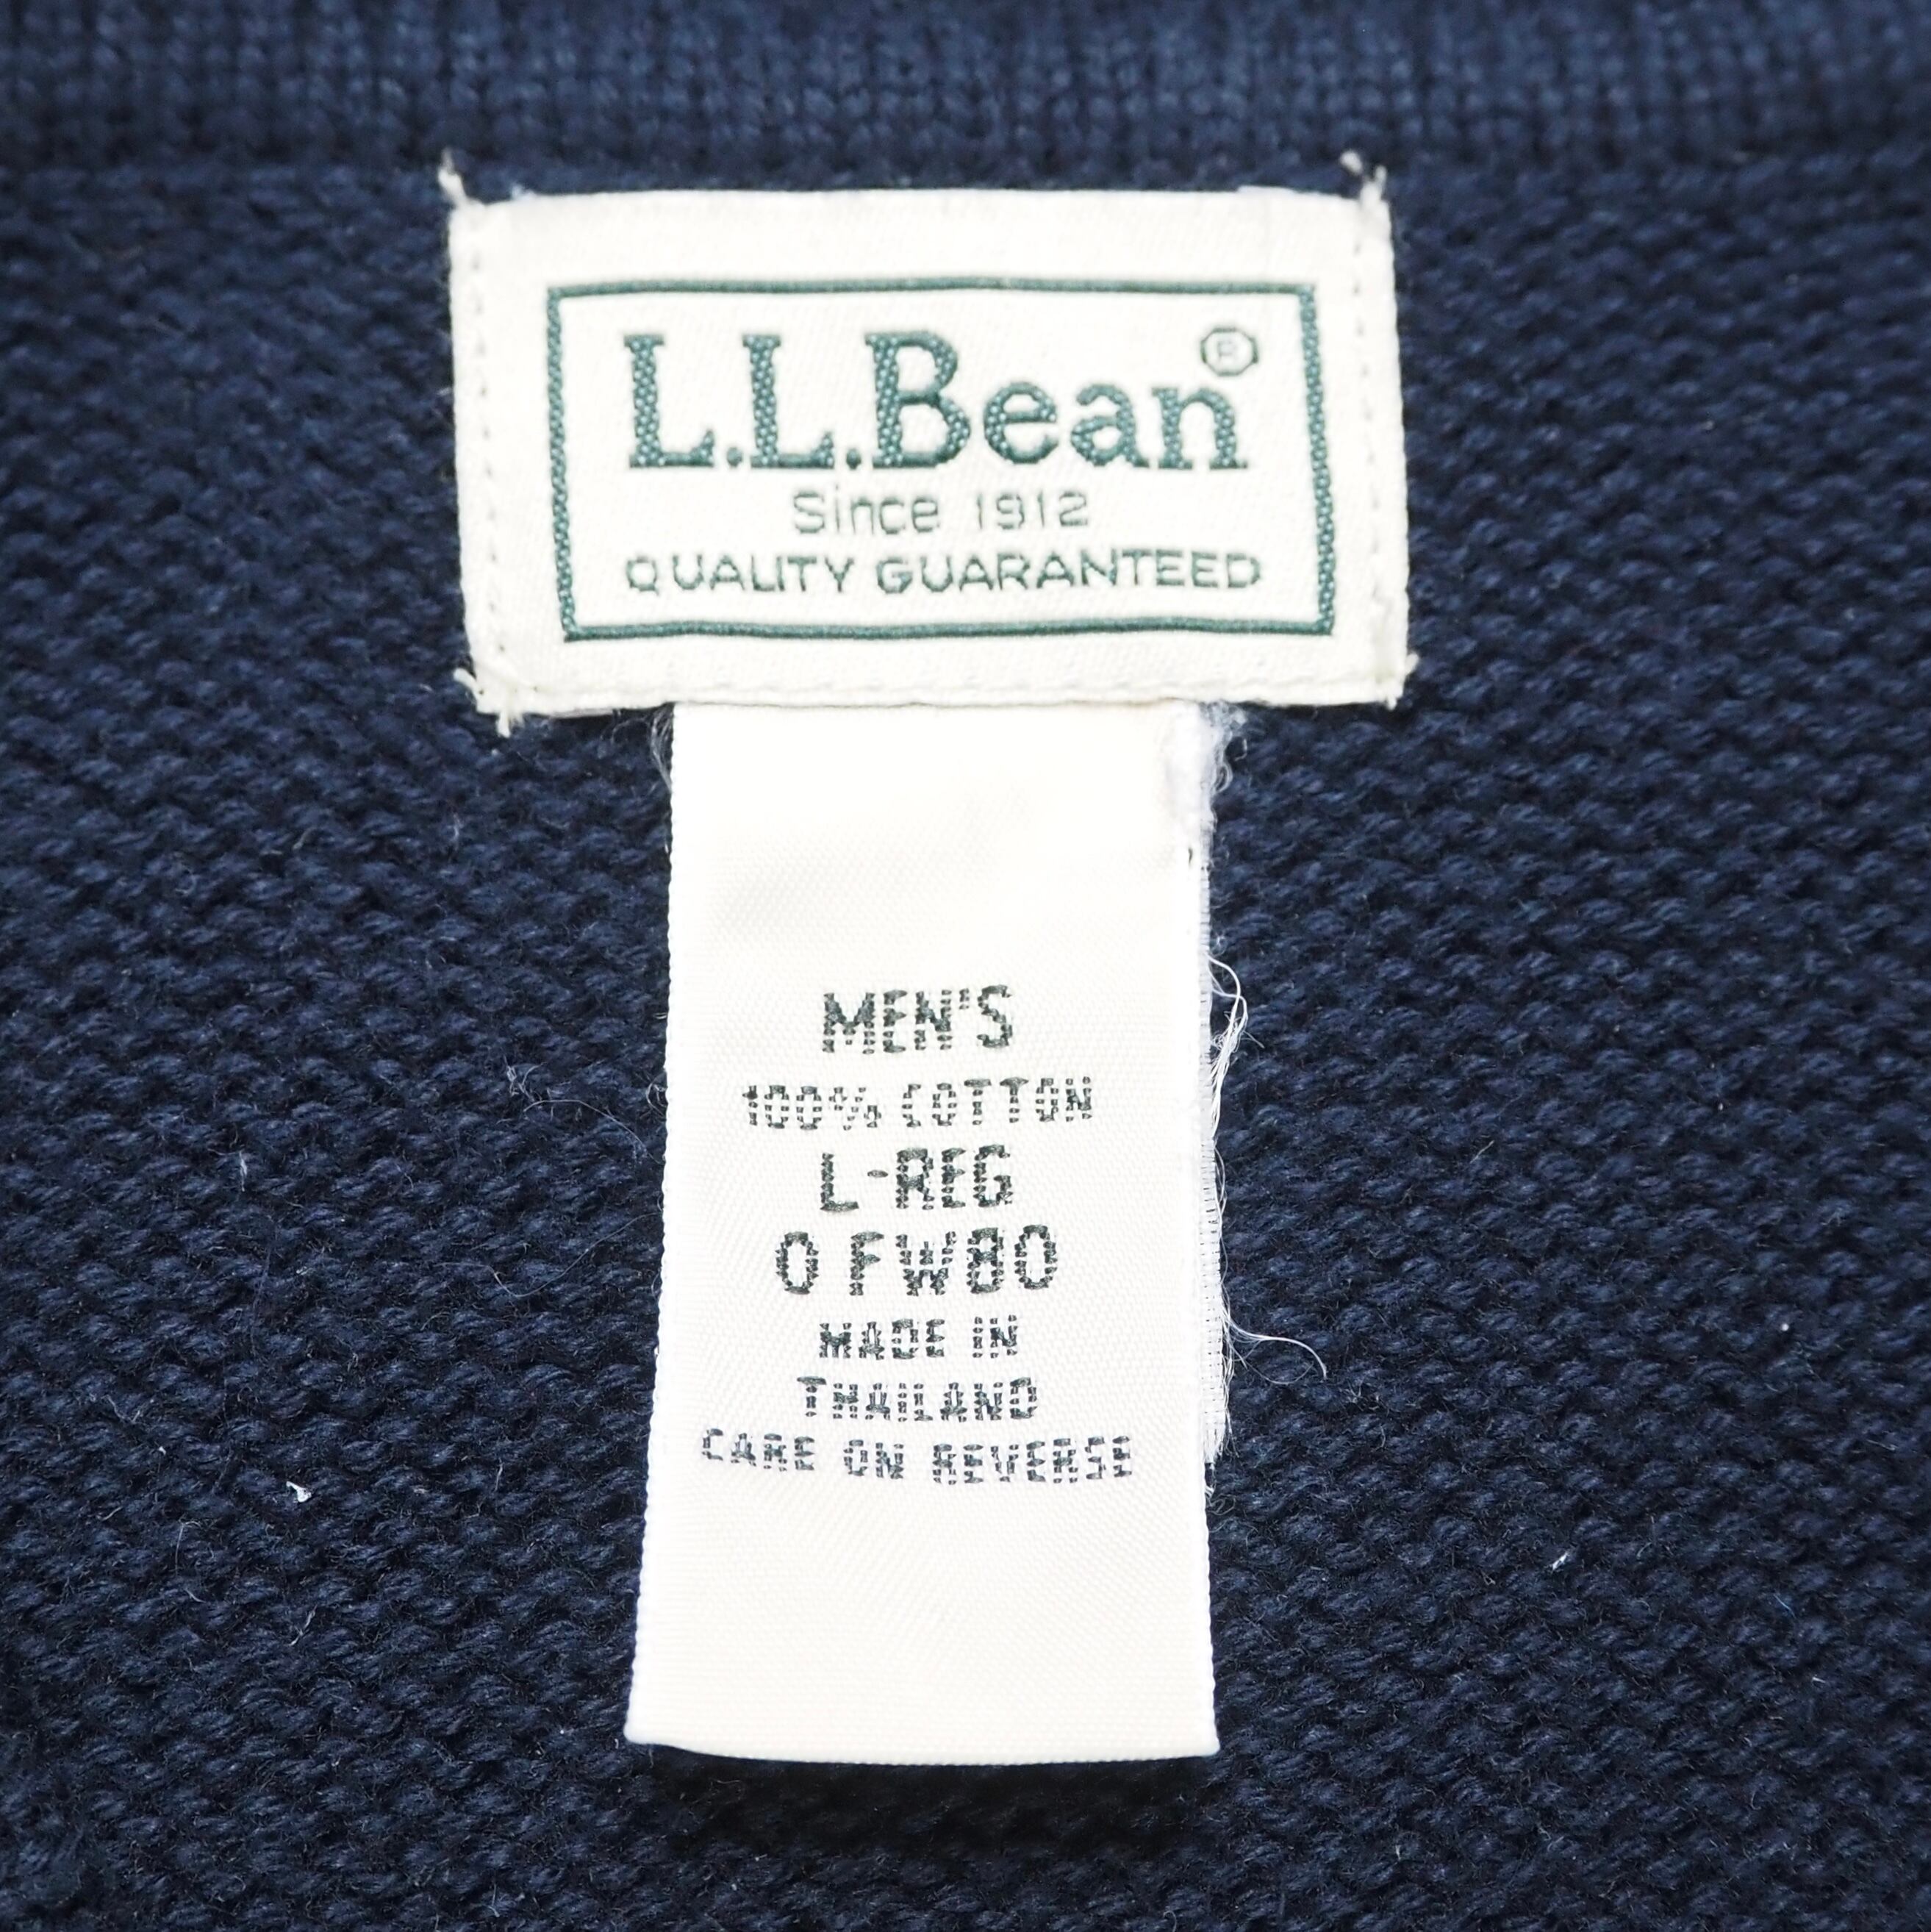 L.L.Bean®
Since 1912
QUALITY GUARANTEED
MEN'S
100% COTTON
L-REG
0 FW80
MADE IN
THAILAND
CARE ON REVERSE